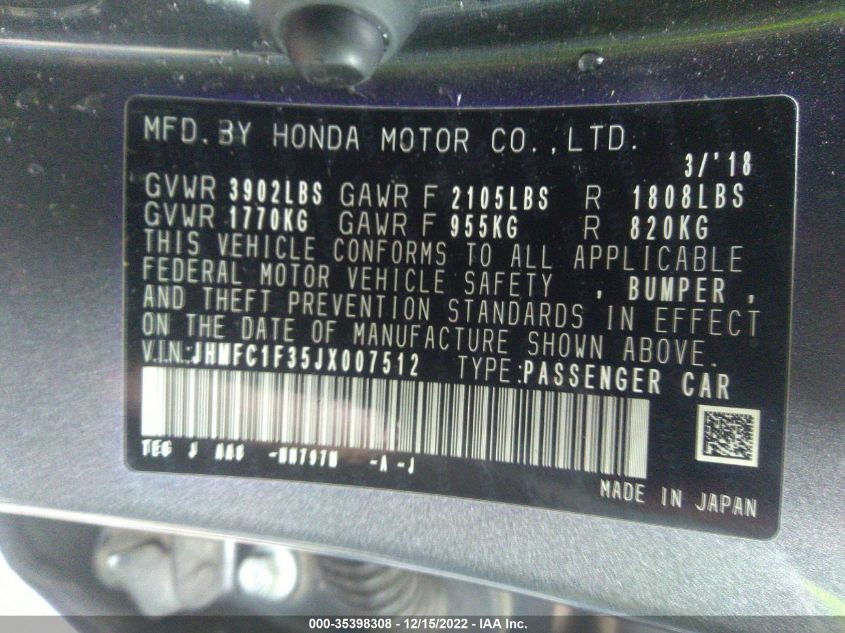 MFD. BY HONDA MOTOR CO., LTD.
3/'18
GVWR 3902LBS GAWR F 2105LBS R 1808LBS
GVWR 1770KG GAWR F 955KG R 820KG
THIS VEHICLE CONFORMS TO ALL APPLICABLE
FEDERAL MOTOR VEHICLE SAFETY , BUMPER ,
AND THEFT PREVENTION STANDARDS IN EFFECT
ON THE DATE OF MANUFACTURE SHOWN ABOVE.
V.I.N.: JHMFC1F35JX007512 TYPE: PASSENGER CAR
-A -J
MADE IN JAPAN
000-35398308 - 12/15/2022 - IAA Inc.